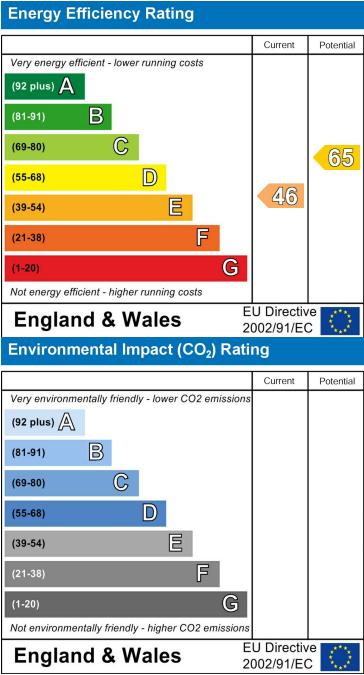 Energy Efficiency Rating
Current Potential
Very energy efficient - lower running costs
(92 plus) A
(81-91) B
(69-80) C
(55-68) D
(39-54) E
(21-38) F
(1-20) G
46
65
Not energy efficient - higher running costs
England & Wales
EU Directive
2002/91/EC
Environmental Impact (CO₂) Rating
Current Potential
Very environmentally friendly - lower CO2 emissions
(92 plus) A
(81-91) B
(69-80) C
(55-68) D
(39-54) E
(21-38) F
(1-20) G
Not environmentally friendly - higher CO2 emissions
England & Wales
EU Directive
2002/91/EC